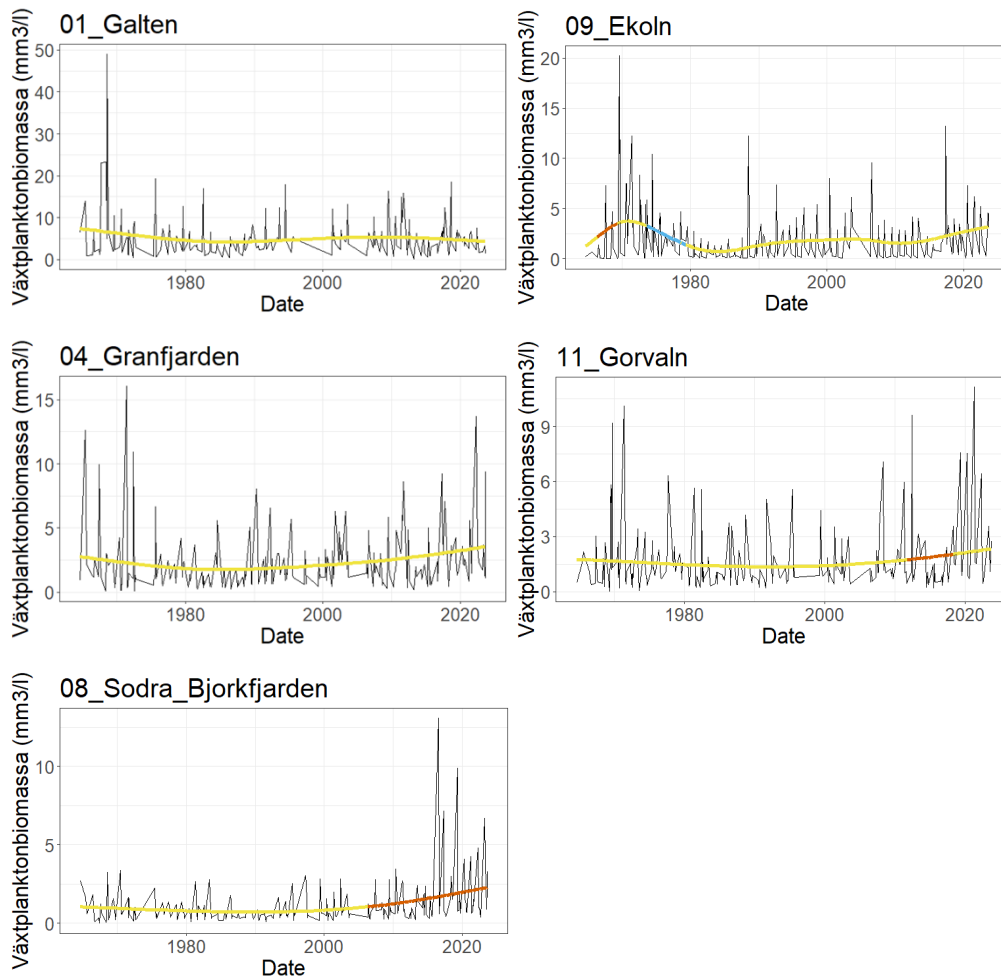 01_Galten
Växtplanktonbiomassa (mm3/l)
50
40
30
20
10
0
1980
2000
2020
Date
09_Ekoln
Växtplanktonbiomassa (mm3/l)
20
15
10
5
0
1980
2000
2020
Date
04_Granfjarden
Växtplanktonbiomassa (mm3/l)
15
10
5
0
1980
2000
2020
Date
11_Gorvaln
Växtplanktonbiomassa (mm3/l)
9
6
3
0
1980
2000
2020
Date
08_Sodra_Bjorkfjarden
Växtplanktonbiomassa (mm3/l)
10
5
0
1980
2000
2020
Date